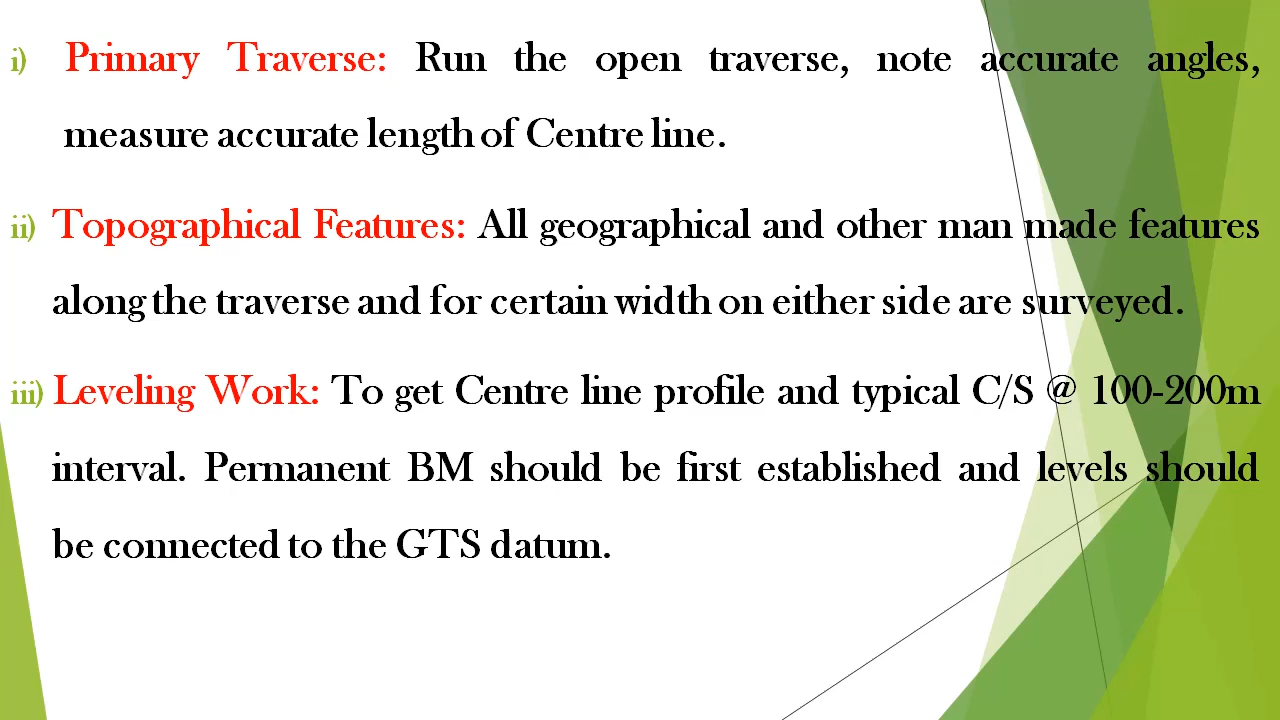 i) Primary Traverse: Run the open traverse, note accurate angles,
measure accurate length of Centre line.
ii) Topographical Features: All geographical and other man made features
along the traverse and for certain width on either side are surveyed.
iii) Leveling Work: To get Centre line profile and typical C/S @ 100-200m
interval. Permanent BM should be first established and levels should
be connected to the GTS datum.